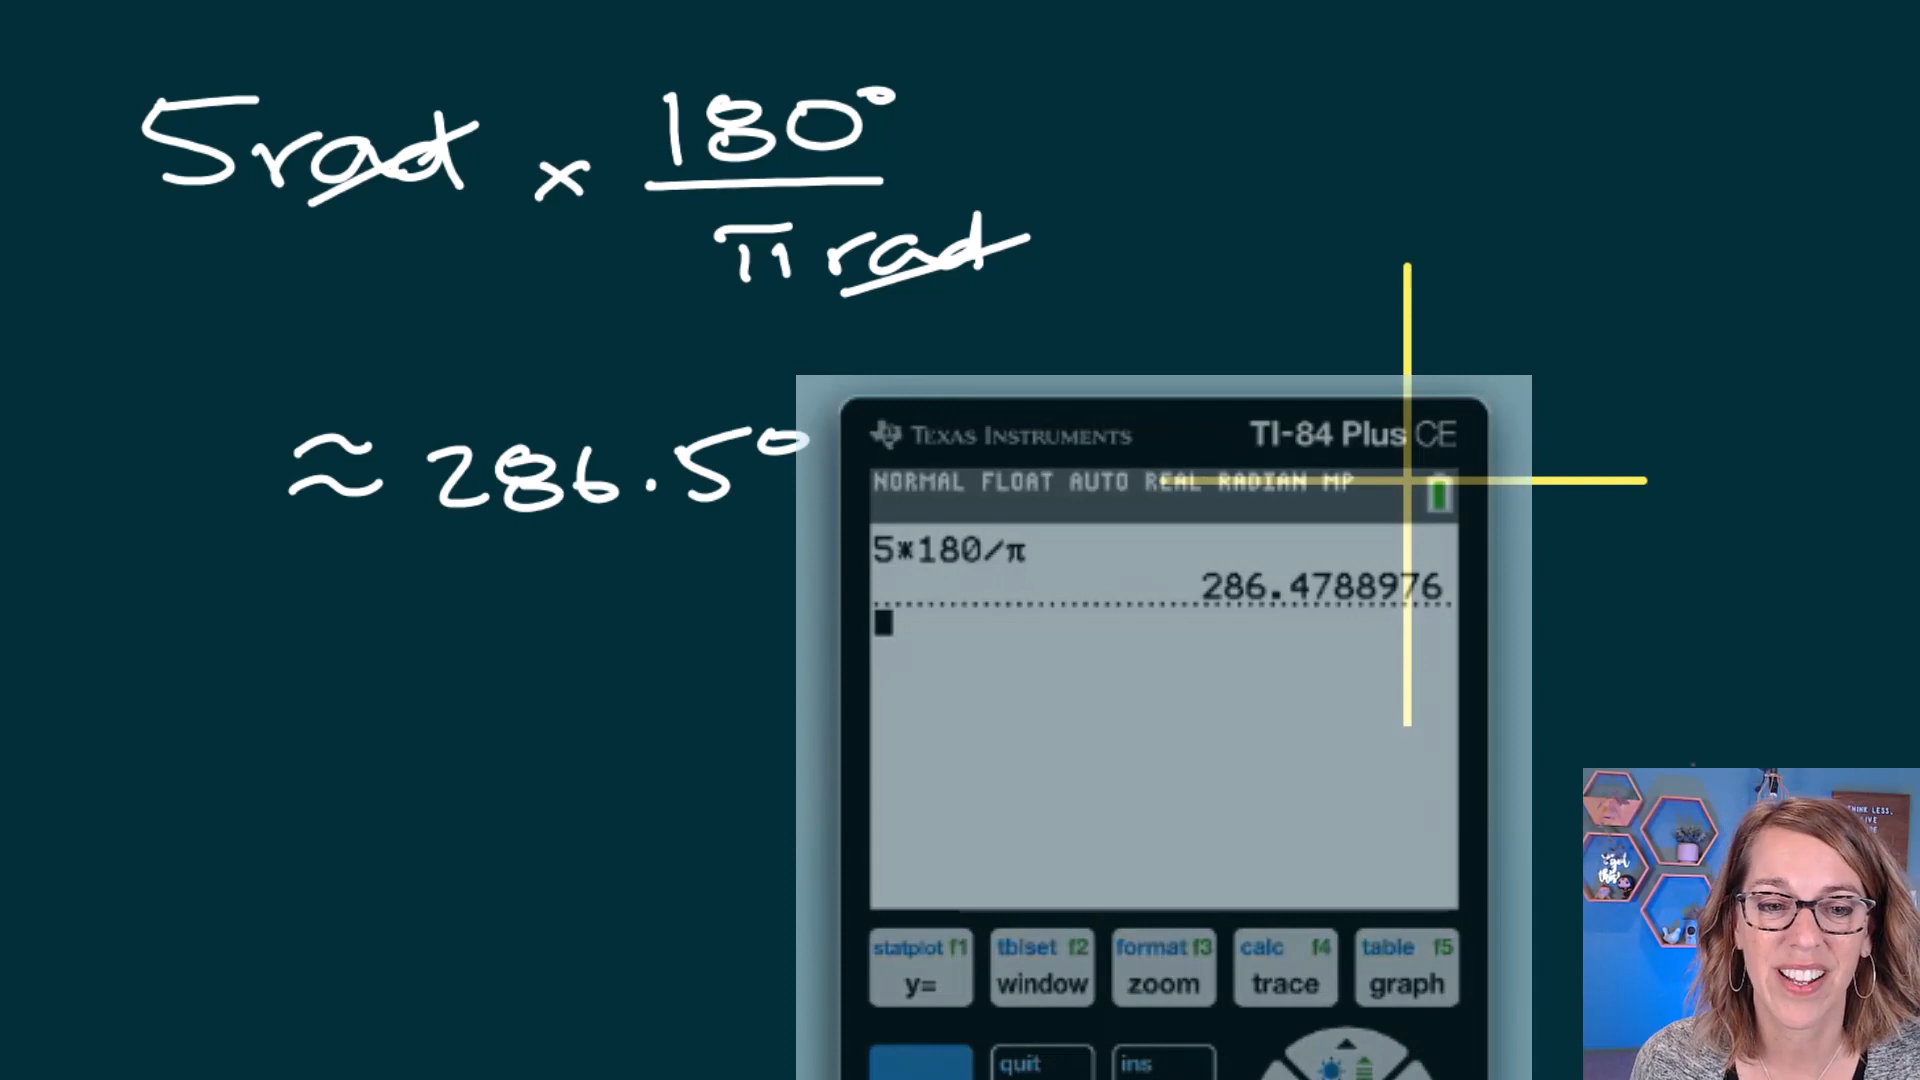 5 rad × 180°
π rad
≈ 286.5°
TEXAS INSTRUMENTS TI-84 Plus CE
NORMAL FLOAT AUTO REAL RADIAN MP
5*180/π
286.4788976
statplot f1 tblset f2 format f3 calc f4 table f5
y= window zoom trace graph
quit ins
got
this